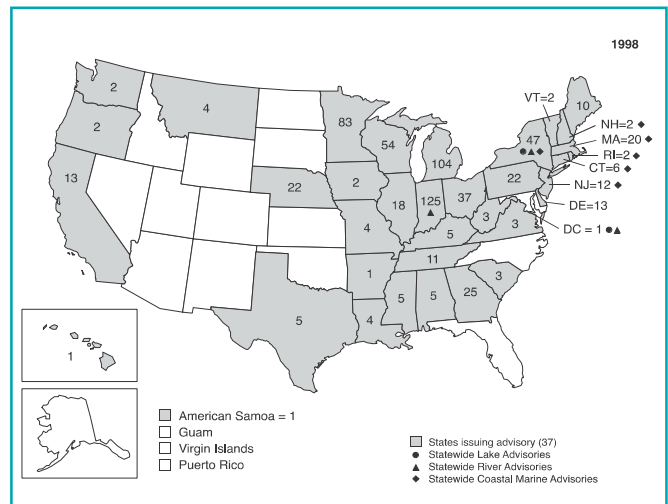 1998
2
4
2
13
83
54
104
22
2
18
125 ▲
37
4
5
3
3
11
1
5
4
5
5
25
3
22
47
● ▲ ◆
10
VT=2
NH=2 ◆
MA=20 ◆
RI=2 ◆
CT=6 ◆
NJ=12 ◆
DE=13
DC = 1 ● ▲
1
American Samoa = 1
Guam
Virgin Islands
Puerto Rico
States issuing advisory (37)
● Statewide Lake Advisories
▲ Statewide River Advisories
◆ Statewide Coastal Marine Advisories